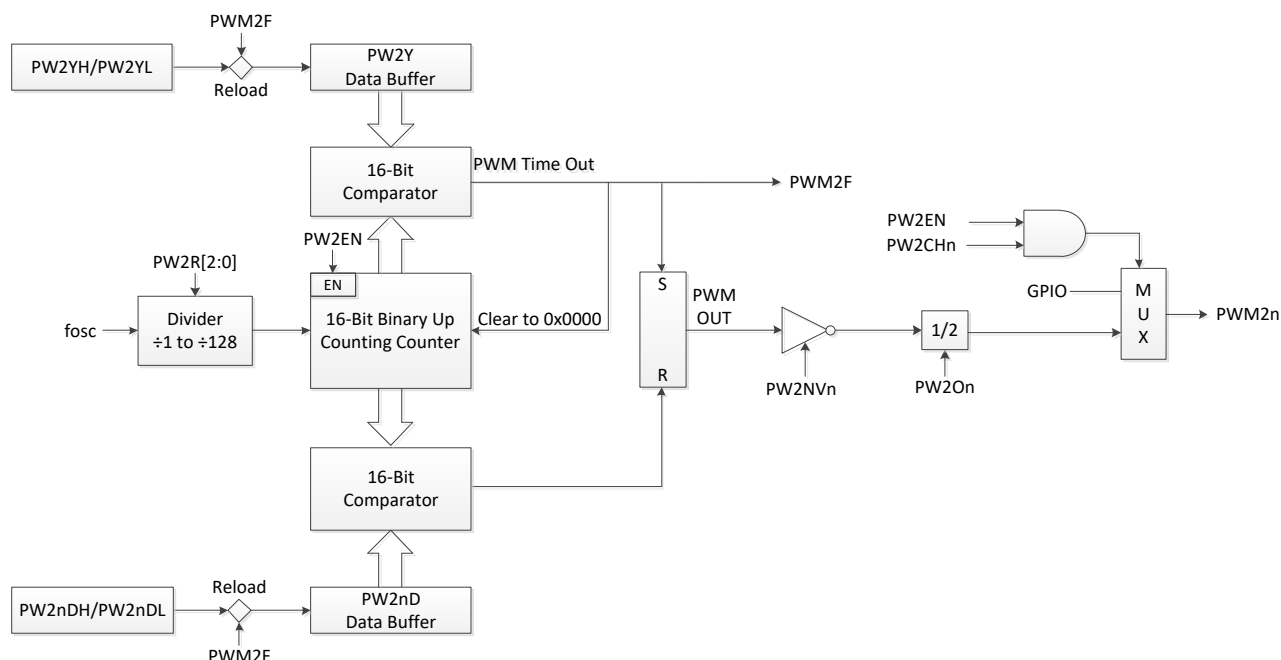 PWM2F
PW2YH/PW2YL
Reload
PW2Y
Data Buffer
16-Bit
Comparator
PWM Time Out
PWM2F
PW2EN
EN
PW2R[2:0]
fosc
Divider
÷1 to ÷128
16-Bit Binary Up
Counting Counter
Clear to 0x0000
S
R
PWM
OUT
PW2NVn
1/2
PW2On
PW2EN
PW2CHn
GPIO
M
U
X
PWM2n
16-Bit
Comparator
PW2nDH/PW2nDL
Reload
PWM2F
PW2nD
Data Buffer